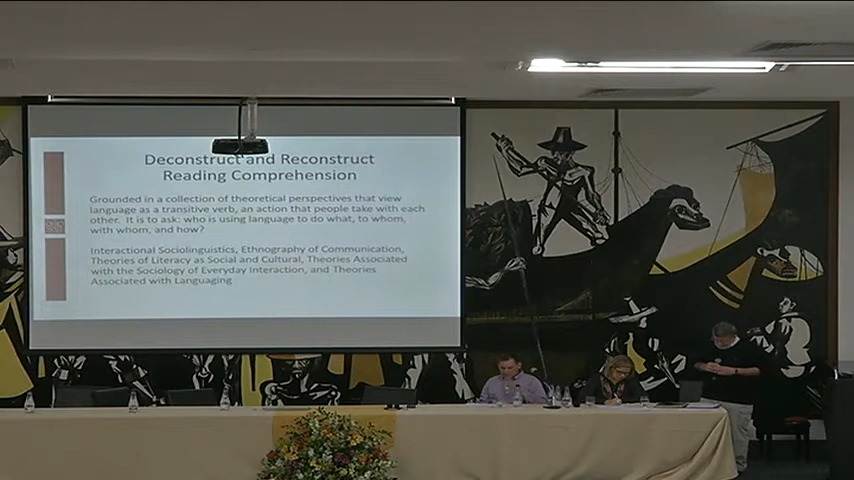 Deconstruct and Reconstruct
Reading Comprehension
Grounded in a collection of theoretical perspectives that view
language as a transitive verb, an action that people take with each
other. It is to ask: who is using language to do what, to whom,
with whom, and how?
Interactional Sociolinguistics, Ethnography of Communication,
Theories of Literacy as Social and Cultural, Theories Associated
with the Sociology of Everyday Interaction, and Theories
Associated with Languaging